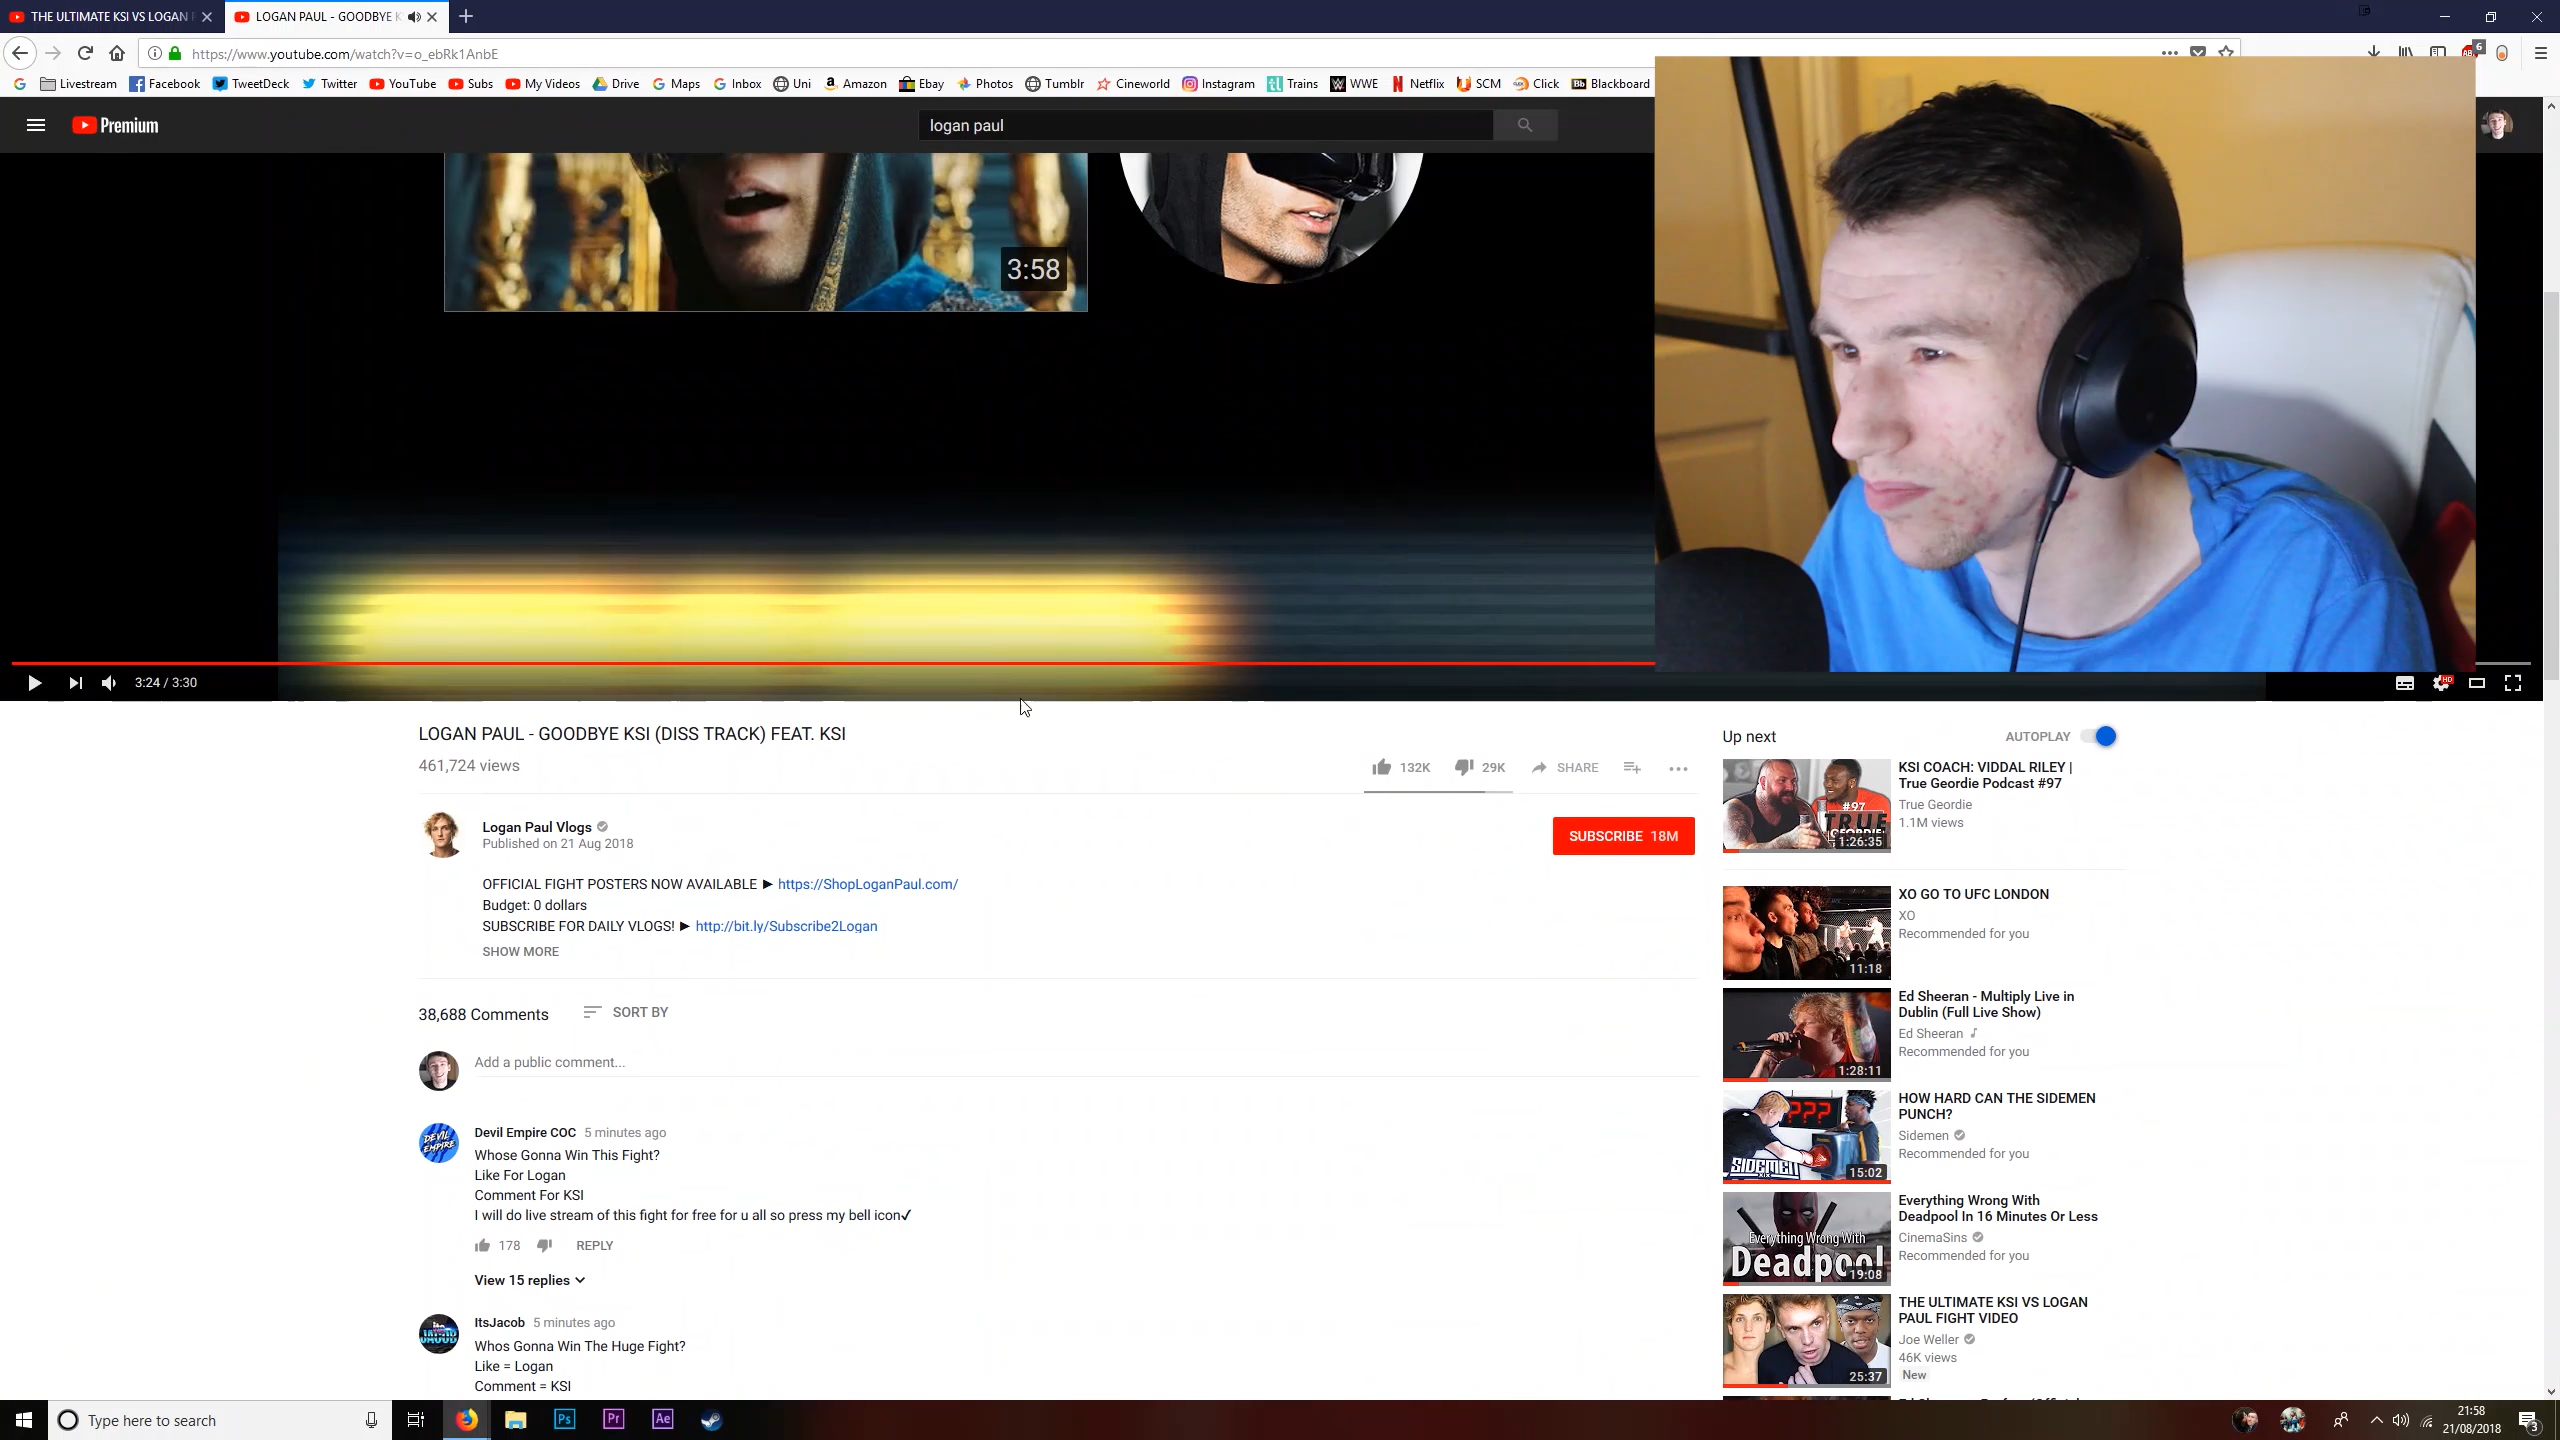 THE ULTIMATE KSI VS LOGAN
LOGAN PAUL - GOODBYE K
https://www.youtube.com/watch?v=o_ebRk1AnbE
6
Livestream Facebook TweetDeck Twitter YouTube Subs My Videos Drive Maps Inbox Uni Amazon Ebay Photos Tumblr Cineworld Instagram Trains WWE Netflix SCM Click Blackboard
Premium
logan paul
3:58
3:24 / 3:30
HD
LOGAN PAUL - GOODBYE KSI (DISS TRACK) FEAT. KSI
461,724 views
132K 29K SHARE
Logan Paul Vlogs
Published on 21 Aug 2018
SUBSCRIBE 18M
OFFICIAL FIGHT POSTERS NOW AVAILABLE ► https://ShopLoganPaul.com/
Budget: 0 dollars
SUBSCRIBE FOR DAILY VLOGS! ► http://bit.ly/Subscribe2Logan
SHOW MORE
38,688 Comments SORT BY
Add a public comment...
Devil Empire COC 5 minutes ago
DEVIL EMPIRE
Whose Gonna Win This Fight?
Like For Logan
Comment For KSI
I will do live stream of this fight for free for u all so press my bell icon✓
178 REPLY
View 15 replies
ItsJacob 5 minutes ago
JACOB
Whos Gonna Win The Huge Fight?
Like = Logan
Comment = KSI
Up next AUTOPLAY
#97
TRUE
GEORDIE
1:26:35
KSI COACH: VIDDAL RILEY |
True Geordie Podcast #97
True Geordie
1.1M views
11:18
XO GO TO UFC LONDON
XO
Recommended for you
1:28:11
Ed Sheeran - Multiply Live in
Dublin (Full Live Show)
Ed Sheeran
Recommended for you
???
SIDEMEN
15:02
HOW HARD CAN THE SIDEMEN
PUNCH?
Sidemen
Recommended for you
Everything Wrong With
Deadpool
19:08
Everything Wrong With
Deadpool In 16 Minutes Or Less
CinemaSins
Recommended for you
25:37
THE ULTIMATE KSI VS LOGAN
PAUL FIGHT VIDEO
Joe Weller
46K views
New
Type here to search
Ps Pr Ae
21:58
21/08/2018
3